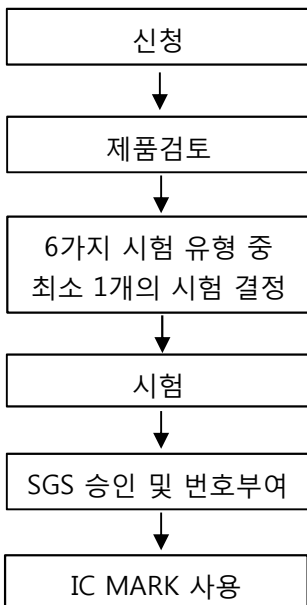 신청
제품검토
6가지 시험 유형 중
최소 1개의 시험 결정
시험
SGS 승인 및 번호부여
IC MARK 사용